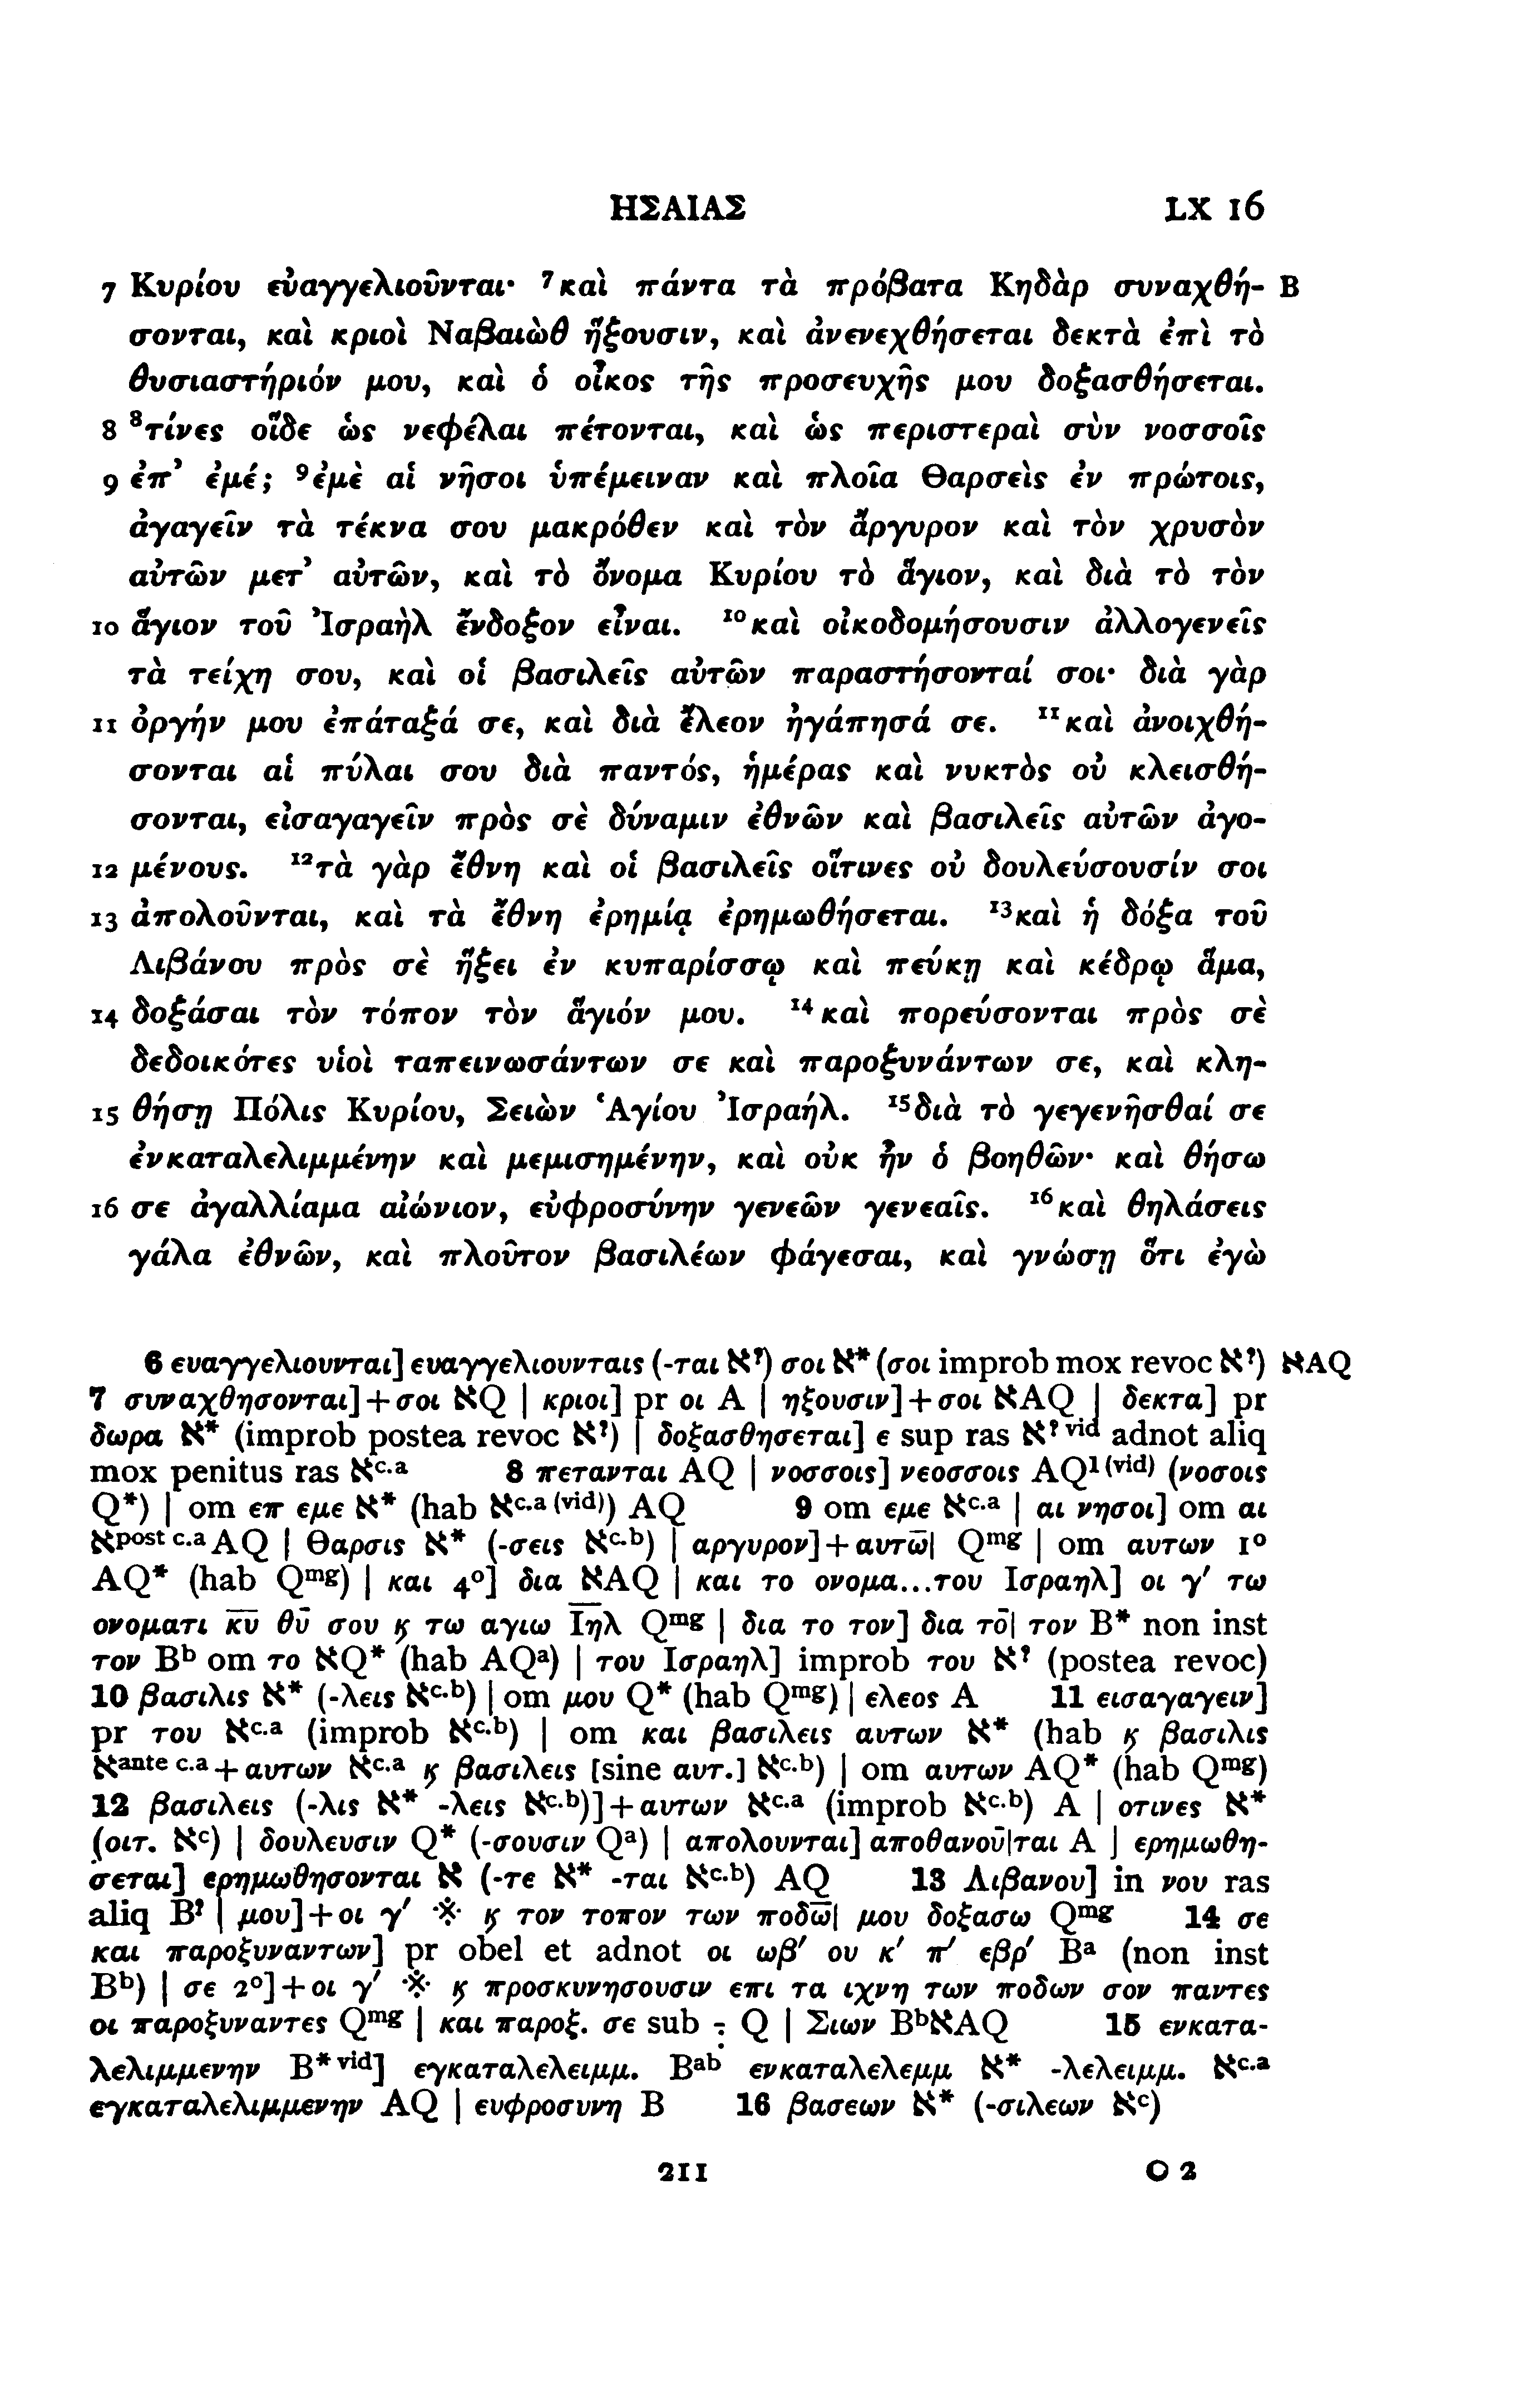 ΗΣΑΙΑΣ LX 16
7 Κυρίου εὐαγγελιοῦνται· ⁷καὶ πάντα τὰ πρόβατα Κηδὰρ συναχθή- B
σονται, καὶ κριοὶ Ναβαιὼθ ἥξουσιν, καὶ ἀνενεχθήσεται δεκτὰ ἐπὶ τὸ
θυσιαστήριόν μου, καὶ ὁ οἶκος τῆς προσευχῆς μου δοξασθήσεται.
8 ⁸τίνες οἵδε ὡς νεφέλαι πέτονται, καὶ ὡς περιστεραὶ σὺν νοσσοῖς
9 ἐπ’ ἐμέ; ⁹ἐμὲ αἱ νῆσοι ὑπέμειναν καὶ πλοῖα Θαρσεὶς ἐν πρώτοις,
ἀγαγεῖν τὰ τέκνα σου μακρόθεν καὶ τὸν ἄργυρον καὶ τὸν χρυσὸν
αὐτῶν μετ’ αὐτῶν, καὶ τὸ ὄνομα Κυρίου τὸ ἅγιον, καὶ διὰ τὸ τὸν
10 ἅγιον τοῦ Ἰσραὴλ ἔνδοξον εἶναι. ¹⁰καὶ οἰκοδομήσουσιν ἀλλογενεῖς
τὰ τείχη σου, καὶ οἱ βασιλεῖς αὐτῶν παραστήσονταί σοι· διὰ γὰρ
11 ὀργήν μου ἐπάταξά σε, καὶ διὰ ἔλεον ἠγάπησά σε. ¹¹καὶ ἀνοιχθή-
σονται αἱ πύλαι σου διὰ παντός, ἡμέρας καὶ νυκτὸς οὐ κλεισθή-
σονται, εἰσαγαγεῖν πρὸς σὲ δύναμιν ἐθνῶν καὶ βασιλεῖς αὐτῶν ἀγο-
12 μένους. ¹²τὰ γὰρ ἔθνη καὶ οἱ βασιλεῖς οἵτινες οὐ δουλεύσουσίν σοι
13 ἀπολοῦνται, καὶ τὰ ἔθνη ἐρημίᾳ ἐρημωθήσεται. ¹³καὶ ἡ δόξα τοῦ
Λιβάνου πρὸς σὲ ἥξει ἐν κυπαρίσσῳ καὶ πεύκῃ καὶ κέδρῳ ἅμα,
14 δοξάσαι τὸν τόπον τὸν ἅγιόν μου. ¹⁴καὶ πορεύσονται πρὸς σὲ
δεδοικότες υἱοὶ ταπεινωσάντων σε καὶ παροξυνάντων σε, καὶ κλη-
15 θήσῃ Πόλις Κυρίου, Σειὼν Ἁγίου Ἰσραήλ. ¹⁵διὰ τὸ γεγενῆσθαί σε
ἐνκαταλελιμμένην καὶ μεμισημένην, καὶ οὐκ ἦν ὁ βοηθῶν· καὶ θήσω
16 σε ἀγαλλίαμα αἰώνιον, εὐφροσύνην γενεῶν γενεαῖς. ¹⁶καὶ θηλάσεις
γάλα ἐθνῶν, καὶ πλοῦτον βασιλέων φάγεσαι, καὶ γνώσῃ ὅτι ἐγὼ
6 ευαγγελιουνται] ευαγγελιουνταις (-ται א?) σοι א* (σοι improb mox revoc א?) אAQ
7 συναχθησονται]+σοι אQ | κριοι] pr οι A | ηξουσιν]+σοι אAQ | δεκτα] pr
δωρα א* (improb postea revoc א?) | δοξασθησεται] ε sup ras א? vid adnot aliq
mox penitus ras אc.a 8 πετανται AQ | νοσσοις] νεοσσοις AQ1(vid) (νοσοις
Q*) | om επ εμε א* (hab אc.a (vid)) AQ 9 om εμε אc.a | αι νησοι] om αι
אpost c.a AQ | Θαρσις א* (-σεις אc.b) | αργυρον]+αυτω̅| Qmg | om αυτων 1o
AQ* (hab Qmg) | και 4o] δια אAQ | και το ονομα...του Ισραηλ] οι γ′ τω
ονοματι κ̅υ̅ θ̅υ̅ σου ϗ τω αγιω Ι̅η̅λ̅ Qmg | δια το τον] δια το̅| τον B* non inst
τον Bb om το אQ* (hab AQa) | του Ισραηλ] improb του א? (postea revoc)
10 βασιλις א* (-λεις אc.b) | om μου Q* (hab Qmg) | ελεος A 11 εισαγαγειν]
pr του אc.a (improb אc.b) | om και βασιλεις αυτων א* (hab ϗ βασιλις
אante c.a + αυτων אc.a ϗ βασιλεις [sine αυτ.] אc.b) | om αυτων AQ* (hab Qmg)
12 βασιλεις (-λις א* -λεις אc.b)]+αυτων אc.a (improb אc.b) A | οτινες א*
(οιτ. אc) | δουλευσιν Q* (-σουσιν Qa) | απολουνται] αποθανου̅|ται A | ερημωθη-
σεται] ερημωθησονται א (-τε א* -ται אc.b) AQ 13 Λιβανου] in νου ras
aliq B? | μου]+οι γ′ ※ ϗ τον τοπον των ποδω̅| μου δοξασω Qmg 14 σε
και παροξυναντων] pr obel et adnot οι ωβ′ ου κ′ π′ εβρ′ Ba (non inst
Bb) | σε 2o]+οι γ′ ※ ϗ προσκυνησουσιν επι τα ιχνη των ποδων σον παντες
οι παροξυναντες Qmg | και παροξ. σε sub ⁒ Q | Σιων BbאAQ 15 ενκατα-
λελιμμενην B* vid] εγκαταλελειμμ. Bab ενκαταλελεμμ א* -λελειμμ. אc.a
εγκαταλελιμμενην AQ | ευφροσυνη B 16 βασεων א* (-σιλεων אc)
211 O 2